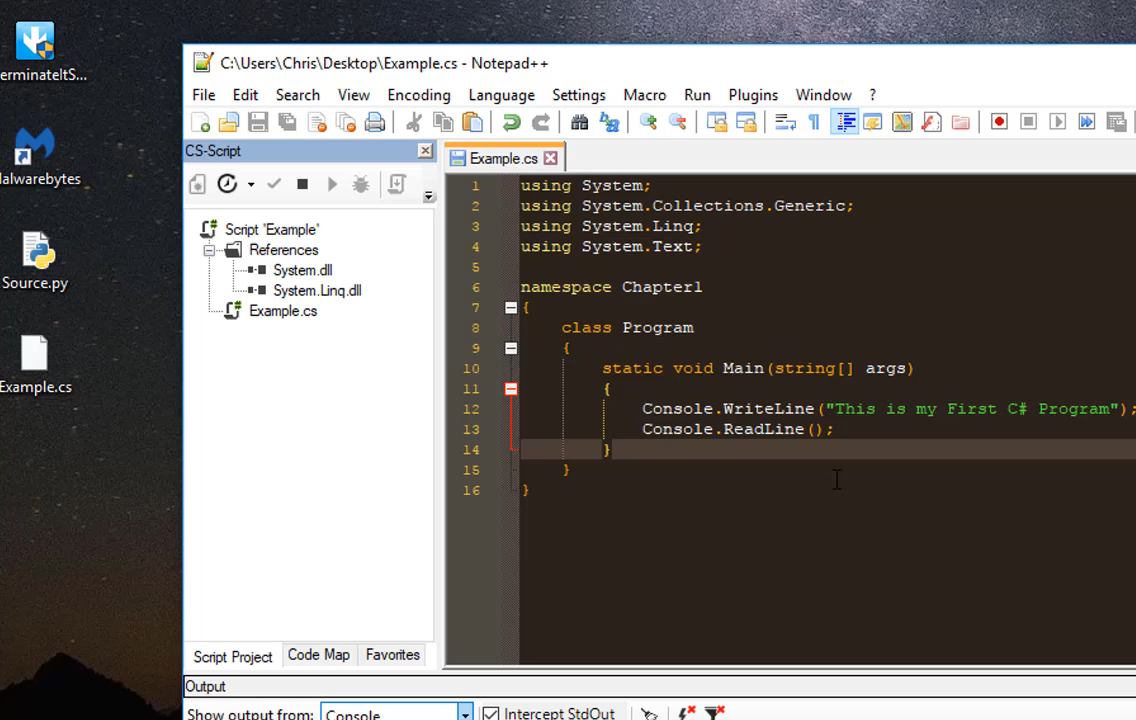 erminateItS...
alwarebytes
Source.py
Example.cs
C:\Users\Chris\Desktop\Example.cs - Notepad++
File Edit Search View Encoding Language Settings Macro Run Plugins Window ?
CS-Script
Script 'Example'
References
System.dll
System.Linq.dll
Example.cs
Script Project Code Map Favorites
Example.cs
1 using System;
2 using System.Collections.Generic;
3 using System.Linq;
4 using System.Text;
5
6 namespace Chapter1
7 {
8 class Program
9 {
10 static void Main(string[] args)
11 {
12 Console.WriteLine("This is my First C# Program");
13 Console.ReadLine();
14 }
15 }
16 }
Output
Show output from: Console Intercept StdOut